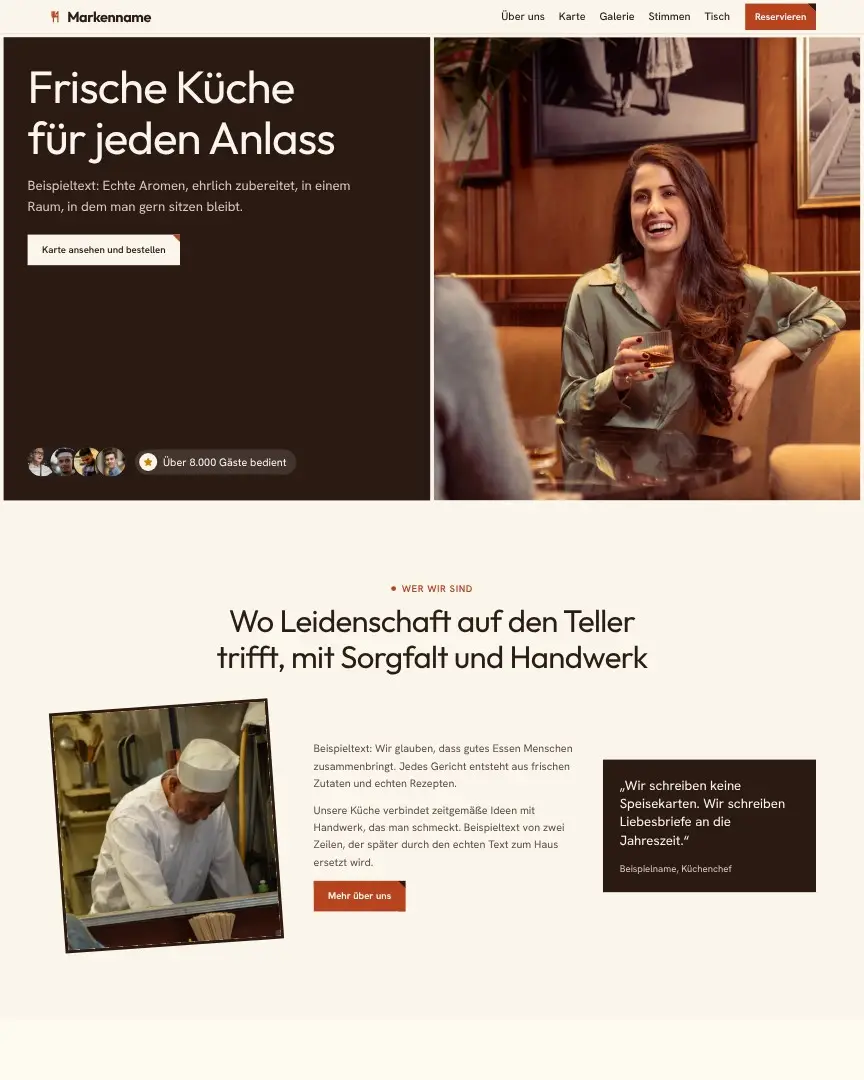 Markenname
Über uns
Karte
Galerie
Stimmen
Tisch
Reservieren
Frische Küche
für jeden Anlass
Beispieltext: Echte Aromen, ehrlich zubereitet, in einem
Raum, in dem man gern sitzen bleibt.
Karte ansehen und bestellen
Über 8.000 Gäste bedient
WER WIR SIND
Wo Leidenschaft auf den Teller
trifft, mit Sorgfalt und Handwerk
Beispieltext: Wir glauben, dass gutes Essen Menschen
zusammenbringt. Jedes Gericht entsteht aus frischen
Zutaten und echten Rezepten.
Unsere Küche verbindet zeitgemäße Ideen mit
Handwerk, das man schmeckt. Beispieltext von zwei
Zeilen, der später durch den echten Text zum Haus
ersetzt wird.
Mehr über uns
„Wir schreiben keine
Speisekarten. Wir schreiben
Liebesbriefe an die
Jahreszeit.“
Beispielname, Küchenchef